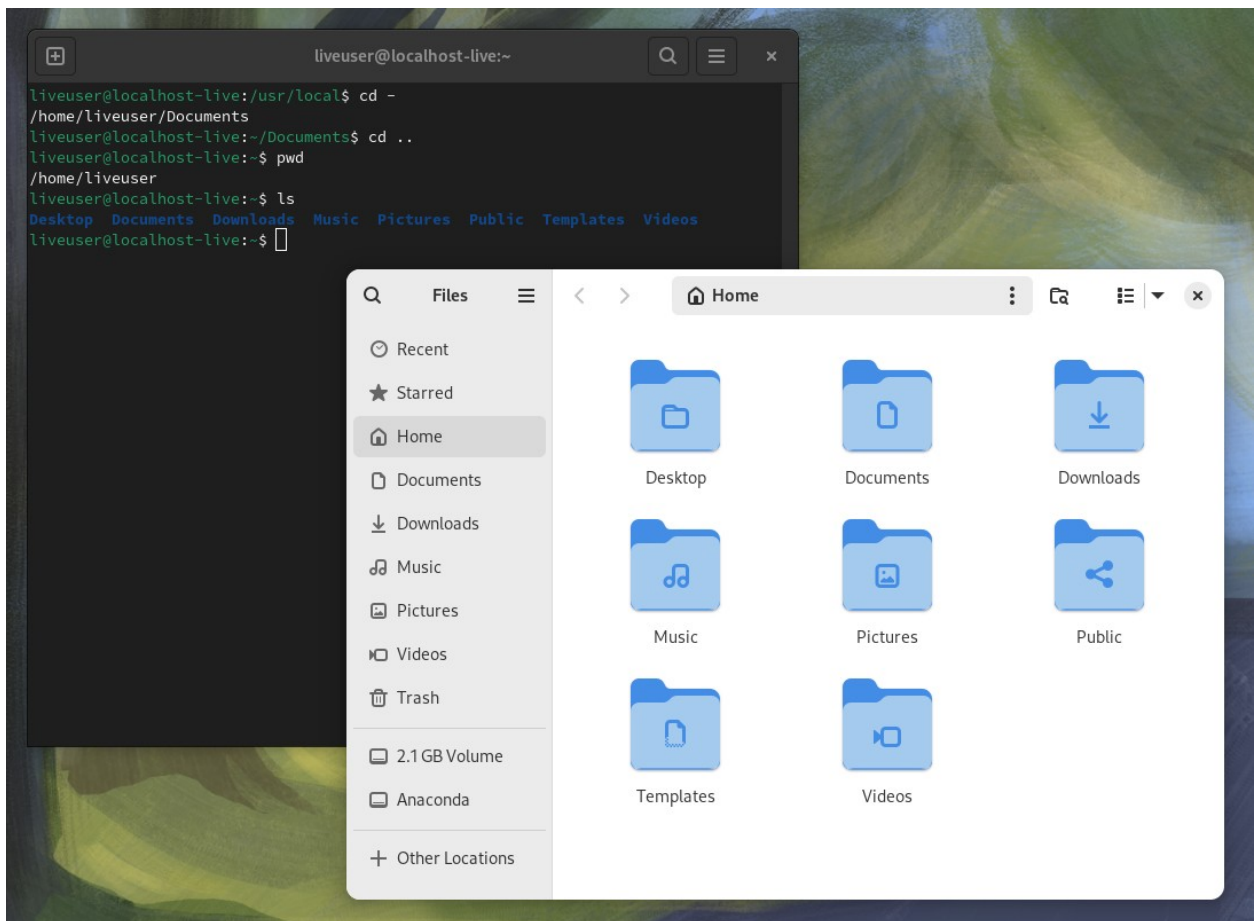 liveuser@localhost-live:~
liveuser@localhost-live:/usr/local$ cd -
/home/liveuser/Documents
liveuser@localhost-live:~/Documents$ cd ..
liveuser@localhost-live:~$ pwd
/home/liveuser
liveuser@localhost-live:~$ ls
Desktop Documents Downloads Music Pictures Public Templates Videos
liveuser@localhost-live:~$
Files
Home
Recent
Starred
Home
Documents
Downloads
Music
Pictures
Videos
Trash
2.1 GB Volume
Anaconda
Other Locations
Desktop Documents Downloads
Music Pictures Public
Templates Videos